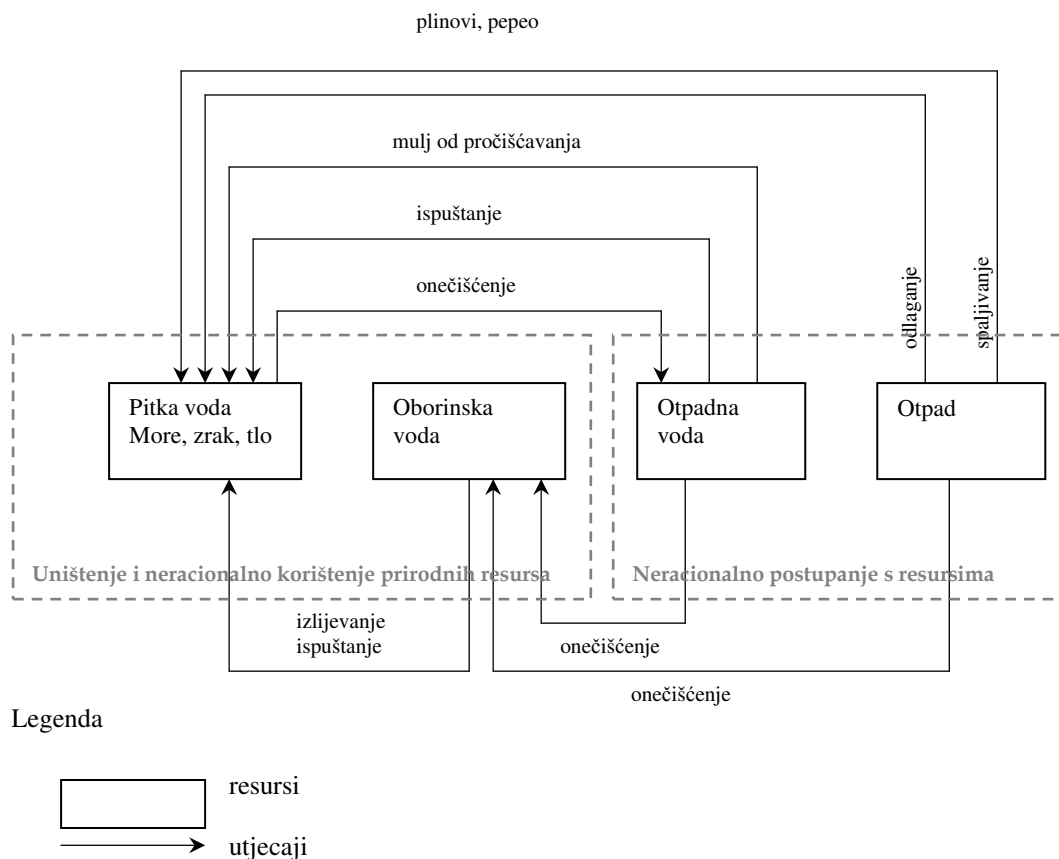 plinovi, pepeo
mulj od pročišćavanja
ispuštanje
onečišćenje
odlaganje
spaljivanje
Pitka voda
More, zrak, tlo
Oborinska
voda
Otpadna
voda
Otpad
Uništenje i neracionalno korištenje prirodnih resursa
Neracionalno postupanje s resursima
izlijevanje
ispuštanje
onečišćenje
onečišćenje
Legenda
resursi
utjecaji